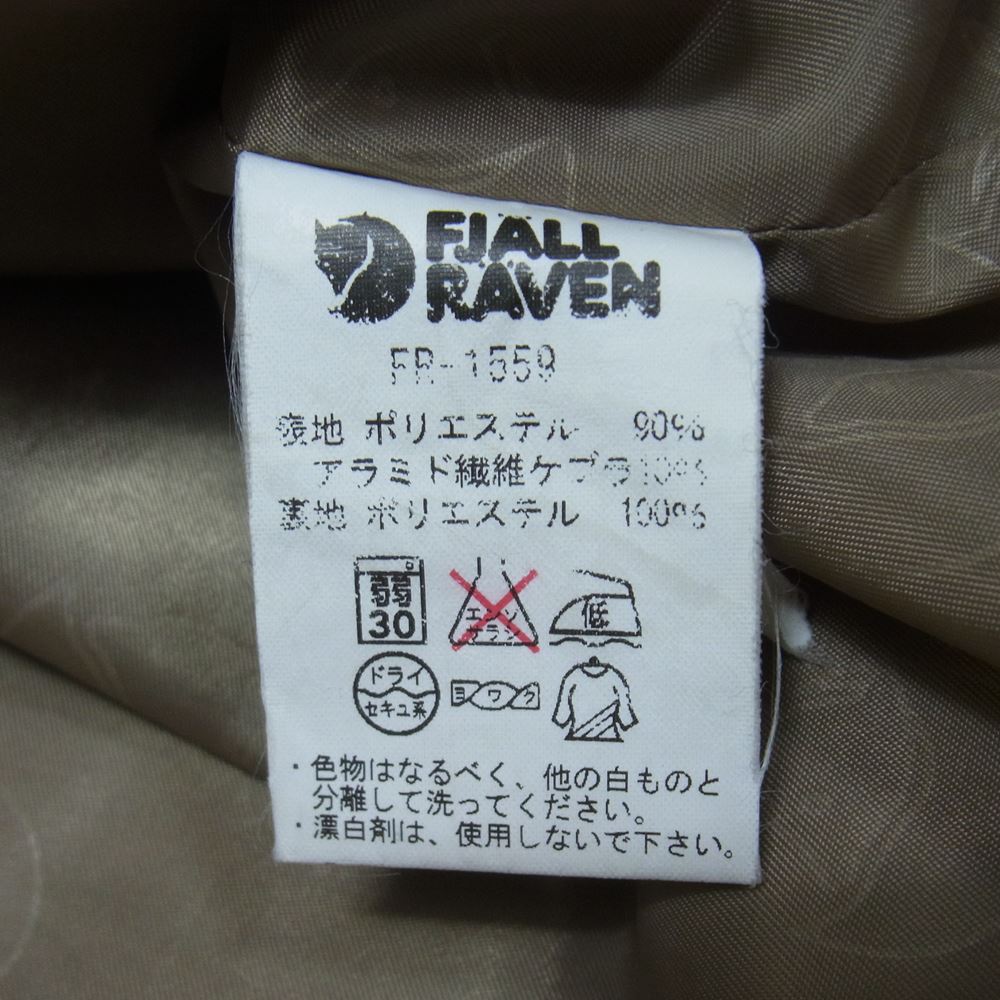 FJALL
RAVEN
FR-1559
表地 ポリエステル 90%
アラミド繊維ケブラ10%
裏地 ポリエステル 100%
弱
30
エンソ
サラシ
低
ドライ
セキユ系
ヨワク
・色物はなるべく、他の白ものと
分離して洗ってください。
・漂白剤は、使用しないで下さい。